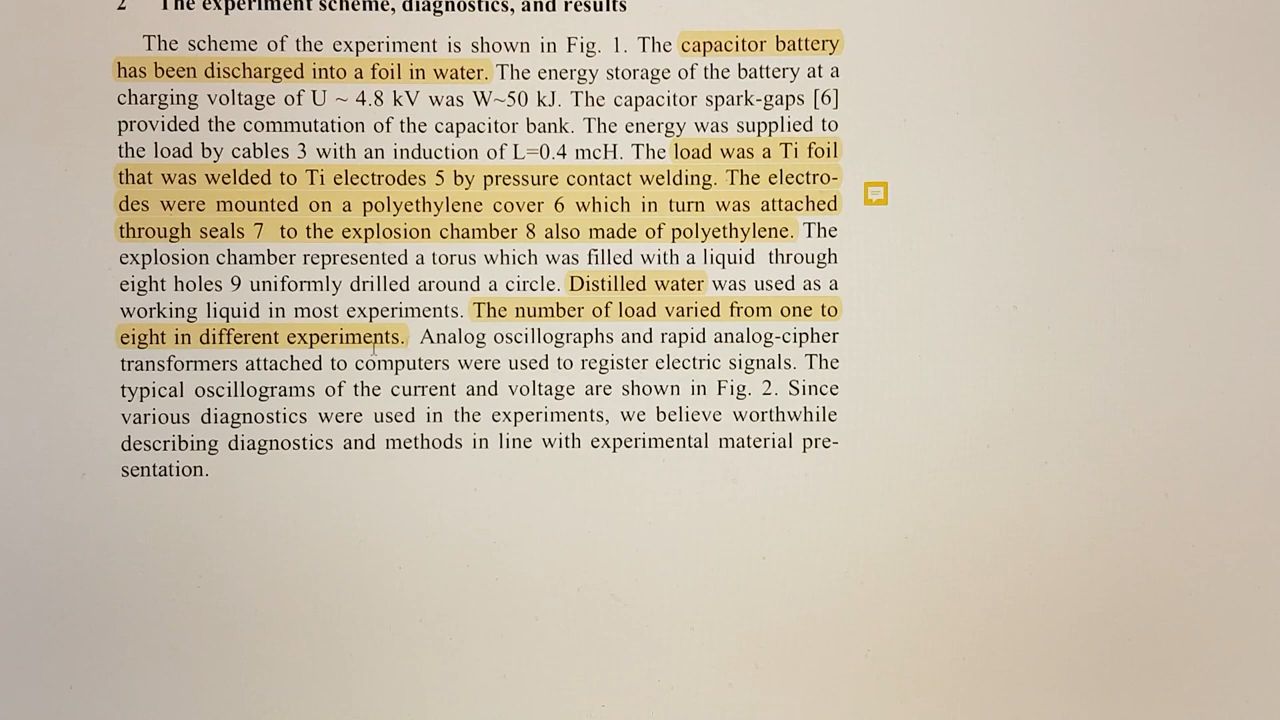 2 The experiment scheme, diagnostics, and results
The scheme of the experiment is shown in Fig. 1. The capacitor battery
has been discharged into a foil in water. The energy storage of the battery at a
charging voltage of U ~ 4.8 kV was W~50 kJ. The capacitor spark-gaps [6]
provided the commutation of the capacitor bank. The energy was supplied to
the load by cables 3 with an induction of L=0.4 mcH. The load was a Ti foil
that was welded to Ti electrodes 5 by pressure contact welding. The electro-
des were mounted on a polyethylene cover 6 which in turn was attached
through seals 7 to the explosion chamber 8 also made of polyethylene. The
explosion chamber represented a torus which was filled with a liquid through
eight holes 9 uniformly drilled around a circle. Distilled water was used as a
working liquid in most experiments. The number of load varied from one to
eight in different experiments. Analog oscillographs and rapid analog-cipher
transformers attached to computers were used to register electric signals. The
typical oscillograms of the current and voltage are shown in Fig. 2. Since
various diagnostics were used in the experiments, we believe worthwhile
describing diagnostics and methods in line with experimental material pre-
sentation.